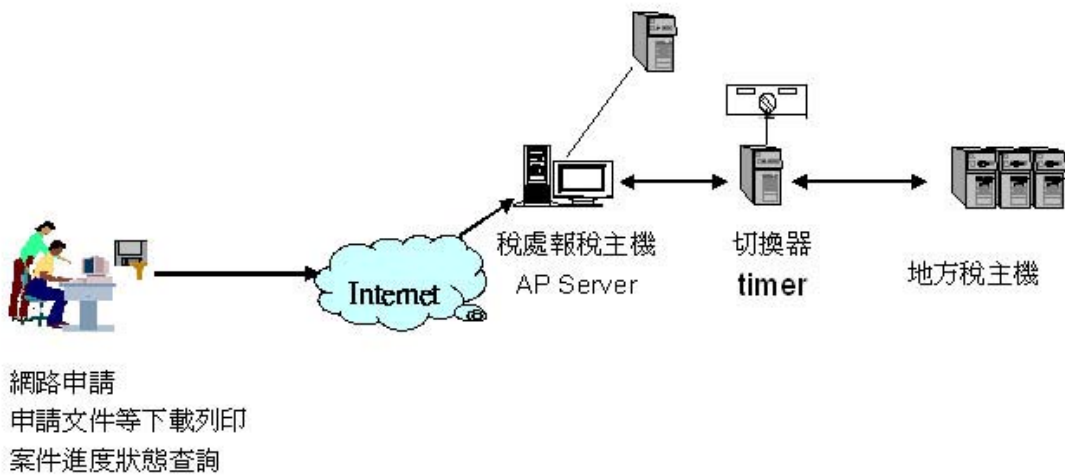 Internet
稅處報稅主機
AP Server
切換器
timer
地方稅主機
網路申請
申請文件等下載列印
案件進度狀態查詢